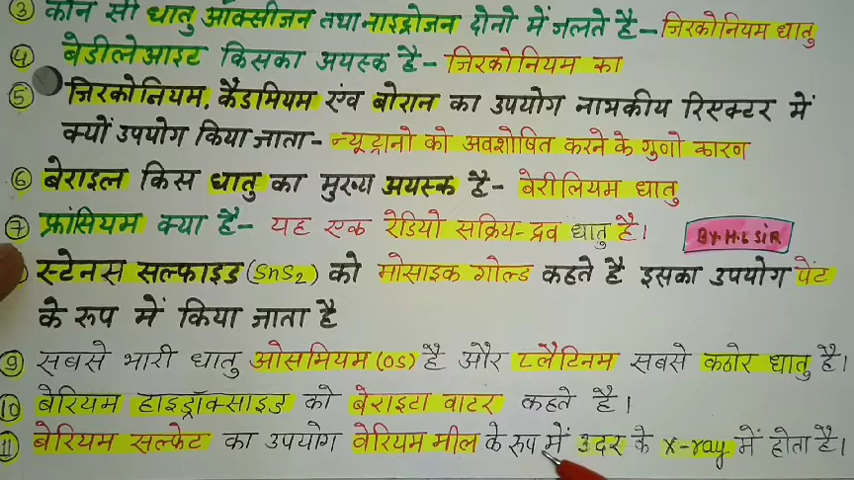 ③ कौन सी धातु ऑक्सीजन तथा नाइट्रोजन दोनो में जलते है - जिरकोनियम धातु
④ बेडीलेआइट किसका अयस्क है - जिरकोनियम का
⑤ जिरकोनियम, कैडमियम एंव बोरान का उपयोग नाभकीय रिएक्टर में
क्यों उपयोग किया जाता - न्यूट्रानो को अवशोषित करने के गुणो कारण
⑥ बेराइल किस धातु का मुख्य अयस्क है - बेरीलियम धातु
⑦ फ्रांसियम क्या है - यह एक रेडियो सक्रिय-द्रव धातु है।
BY. H.L SIR
स्टेनस सल्फाइड (SnS2) को मोसाइक गोल्ड कहते है इसका उपयोग पेंट
के रूप में किया जाता है
⑨ सबसे भारी धातु ओसमियम (OS) है और प्लैटिनम सबसे कठोर धातु है।
⑩ बेरियम हाइड्रॉक्साइड को बेराइटा वाटर कहते है।
⑪ बेरियम सल्फेट का उपयोग बेरियम मील के रूप में उदर के x-ray में होता है।